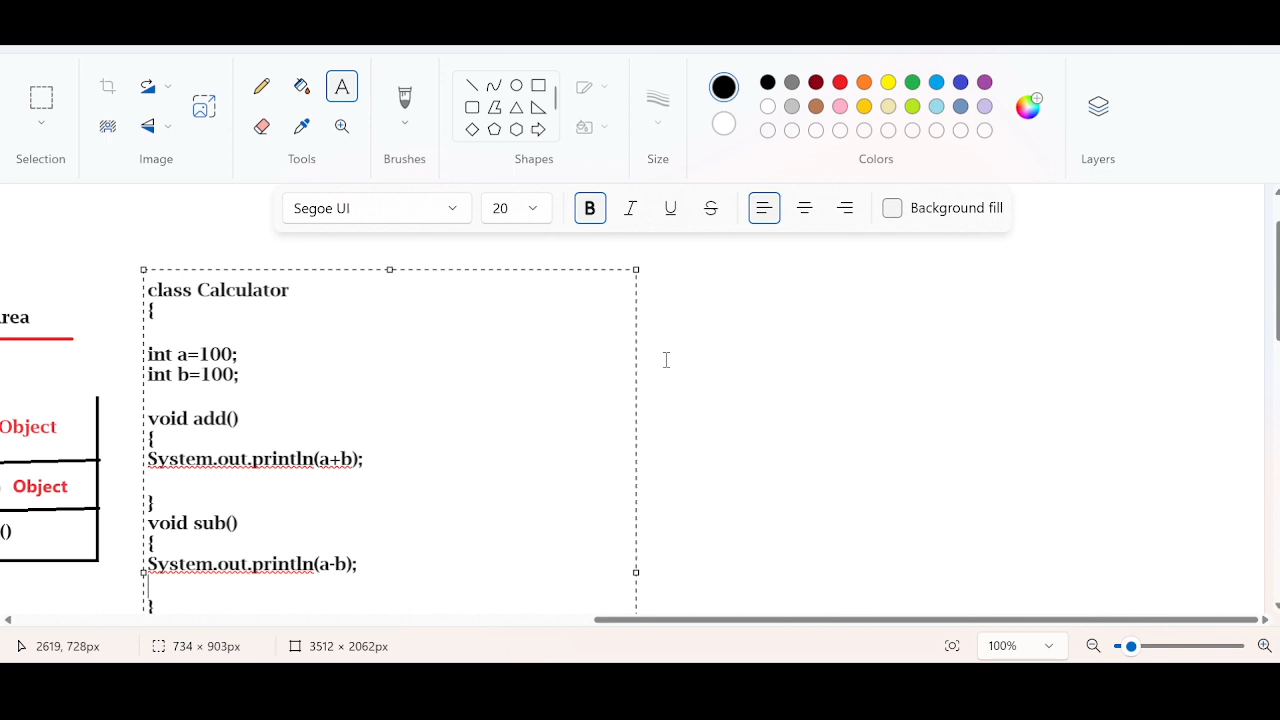 Selection
Image
Tools
Brushes
Shapes
Size
Colors
Layers
A
Segoe UI
20
B
I
U
S
Background fill
Object
Object
()
class Calculator
{
int a=100;
int b=100;
void add()
{
System.out.println(a+b);
}
void sub()
{
System.out.println(a-b);
}
2619, 728px
734 × 903px
3512 × 2062px
100%